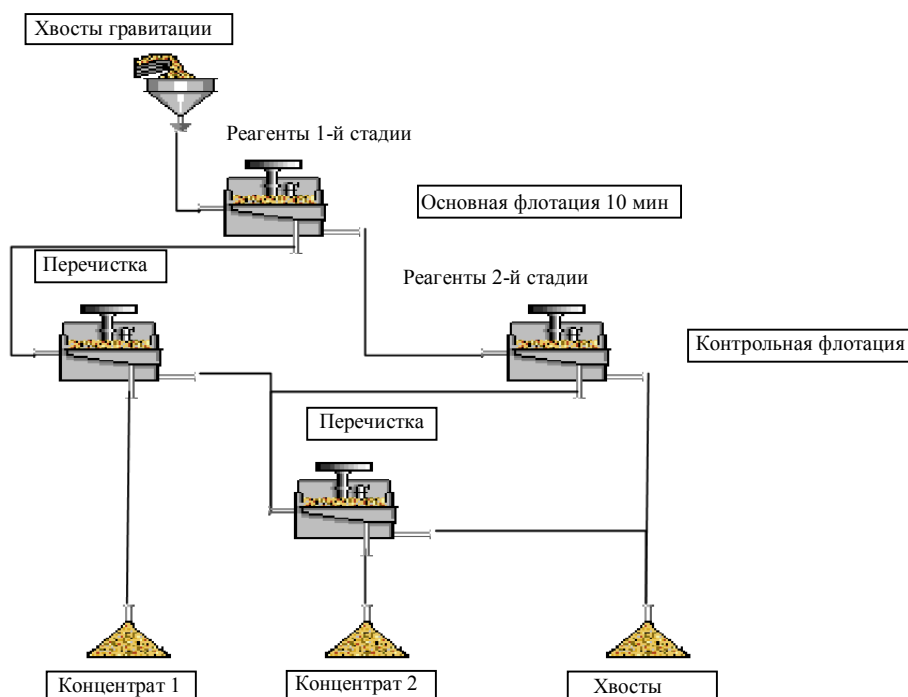 Хвосты гравитации
Реагенты 1-й стадии
Основная флотация 10 мин
Перечистка
Реагенты 2-й стадии
Контрольная флотация
Перечистка
Концентрат 1
Концентрат 2
Хвосты